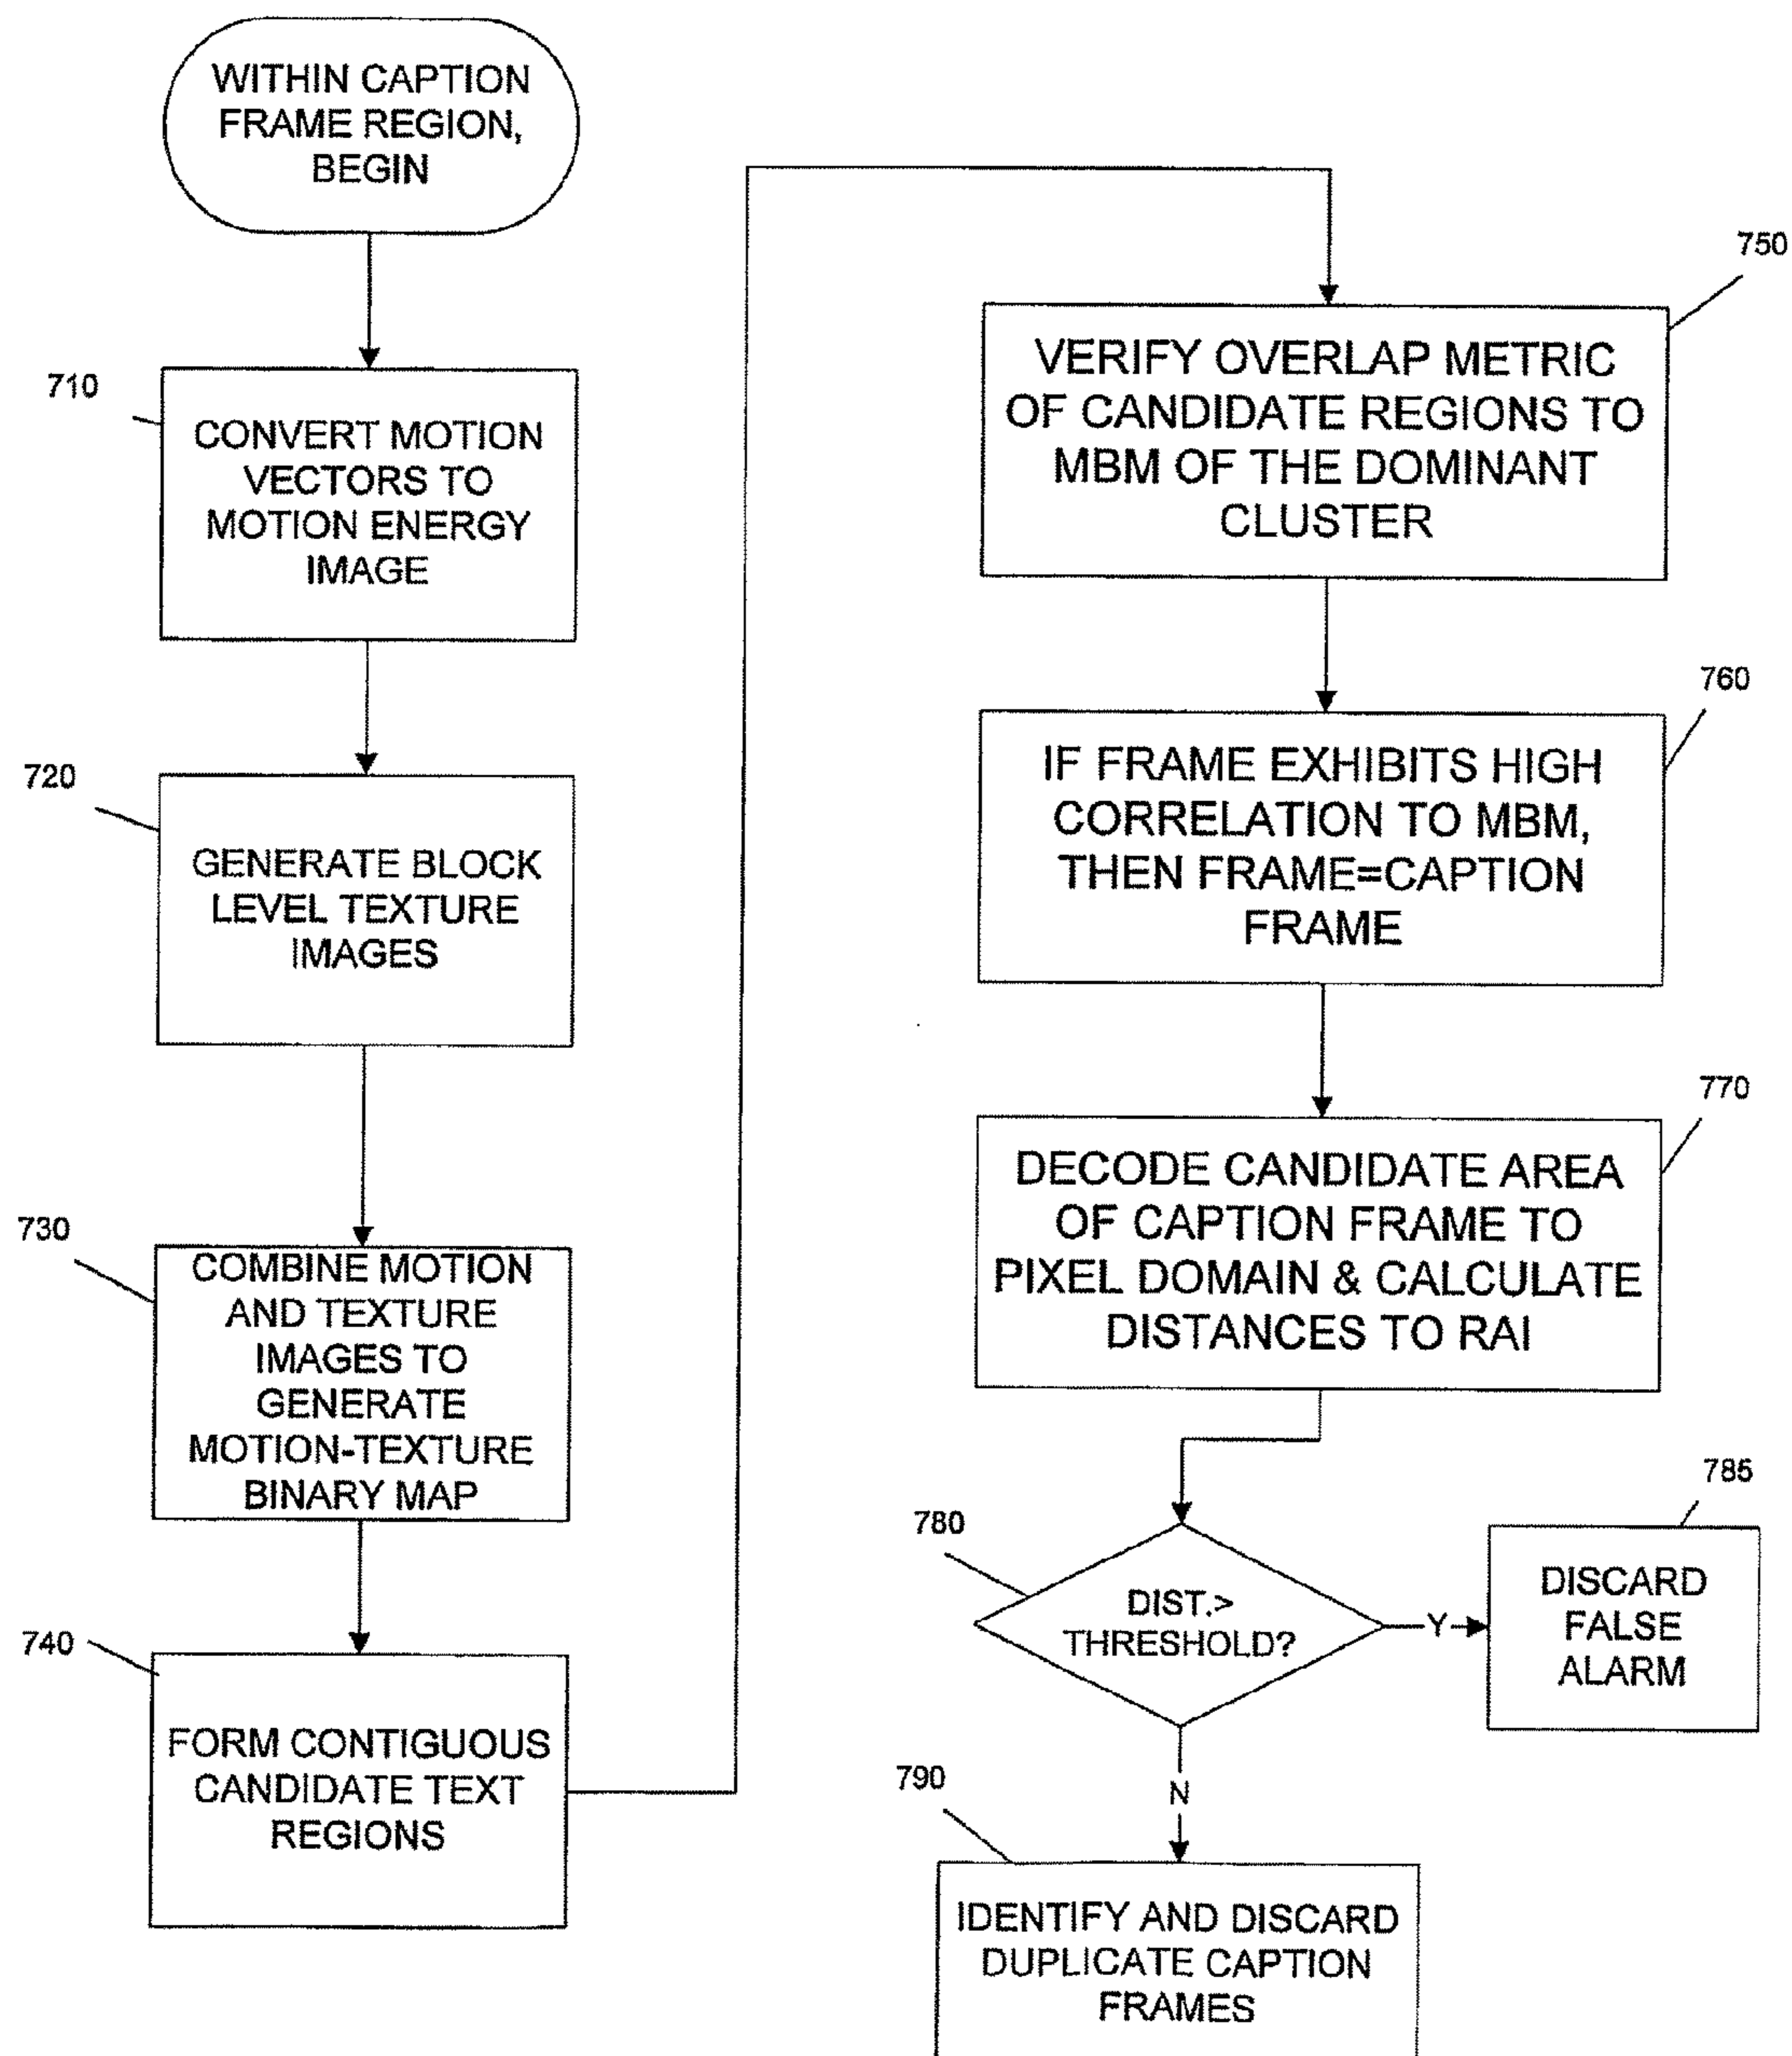 WITHIN CAPTION
FRAME REGION,
BEGIN
710
CONVERT MOTION
VECTORS TO
MOTION ENERGY
IMAGE
720
GENERATE BLOCK
LEVEL TEXTURE
IMAGES
730
COMBINE MOTION
AND TEXTURE
IMAGES TO
GENERATE
MOTION-TEXTURE
BINARY MAP
740
FORM CONTIGUOUS
CANDIDATE TEXT
REGIONS
750
VERIFY OVERLAP METRIC
OF CANDIDATE REGIONS TO
MBM OF THE DOMINANT
CLUSTER
760
IF FRAME EXHIBITS HIGH
CORRELATION TO MBM,
THEN FRAME=CAPTION
FRAME
770
DECODE CANDIDATE AREA
OF CAPTION FRAME TO
PIXEL DOMAIN & CALCULATE
DISTANCES TO RAI
780
DIST.>
THRESHOLD?
Y
785
DISCARD
FALSE
ALARM
N
790
IDENTIFY AND DISCARD
DUPLICATE CAPTION
FRAMES